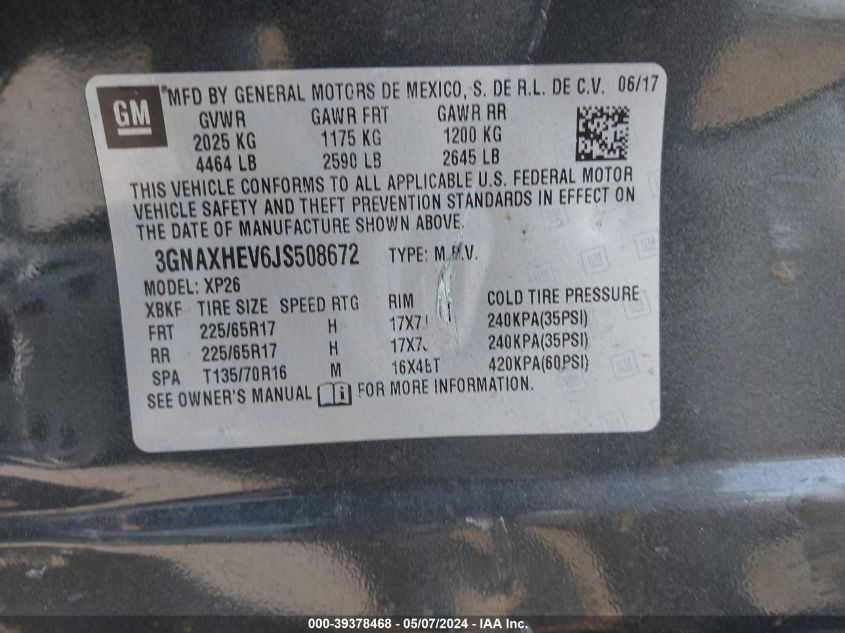 GM
MFD BY GENERAL MOTORS DE MEXICO, S. DE R.L. DE C.V. 06/17
GVWR GAWR FRT GAWR RR
2025 KG 1175 KG 1200 KG
4464 LB 2590 LB 2645 LB
THIS VEHICLE CONFORMS TO ALL APPLICABLE U.S. FEDERAL MOTOR
VEHICLE SAFETY AND THEFT PREVENTION STANDARDS IN EFFECT ON
THE DATE OF MANUFACTURE SHOWN ABOVE.
3GNAXHEV6JS508672 TYPE: M.P.V.
MODEL: XP26
XBKF TIRE SIZE SPEED RTG RIM COLD TIRE PRESSURE
FRT 225/65R17 H 240KPA(35PSI)
RR 225/65R17 H 240KPA(35PSI)
SPA T135/70R16 M 420KPA(60PSI)
SEE OWNER'S MANUAL FOR MORE INFORMATION.
000-39378468 - 05/07/2024 - IAA Inc.